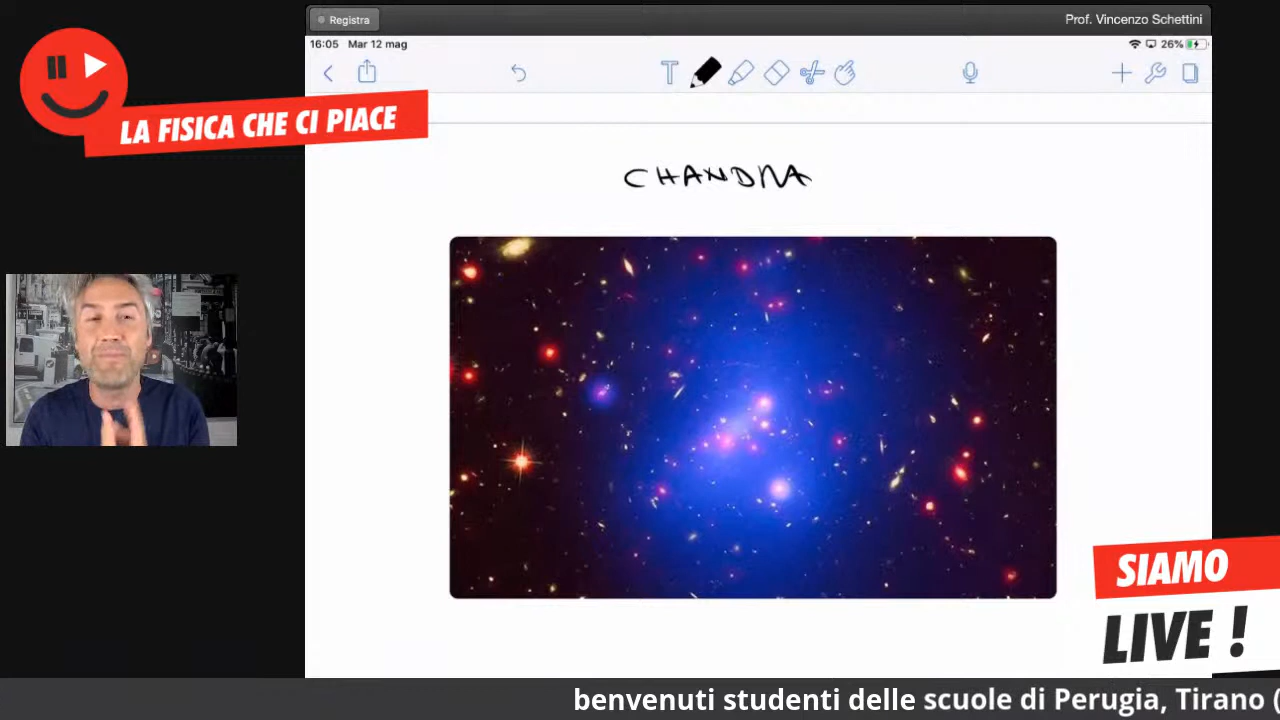 Registra
Prof. Vincenzo Schettini
16:05 Mar 12 mag
26%
T
LA FISICA CHE CI PIACE
CHANDRA
SIAMO
LIVE !
benvenuti studenti delle scuole di Perugia, Tirano (